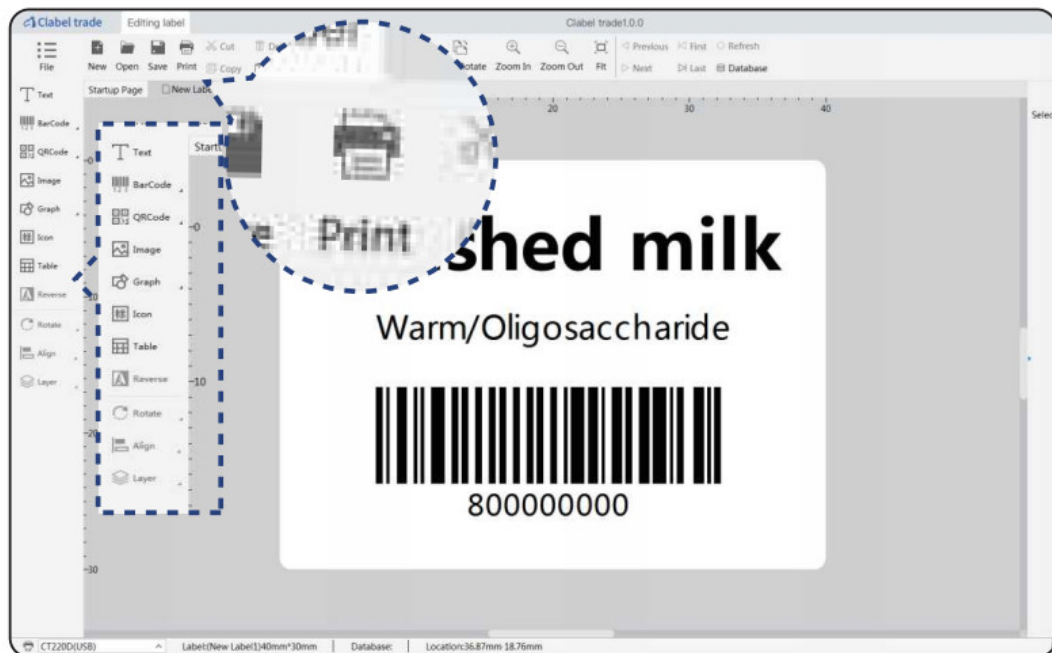 Clabel trade Editing label Clabel trade1.0.0
File New Open Save Print Cut Copy Zoom In Zoom Out Fit Previous First Refresh
Next Last Database
Startup Page New
Text
BarCode
QRCode
Image
Graph
Icon
Table
Reverse
Rotate
Align
Layer
Text
BarCode
QRCode
Image
Graph
Icon
Table
Reverse
Rotate
Align
Layer
Print
20 30 40
0
10
20
30
0
10
shed milk
Warm/Oligosaccharide
800000000
CT220D(USB) Label:(New Label1)40mm*30mm Database: Location:36.87mm 18.76mm